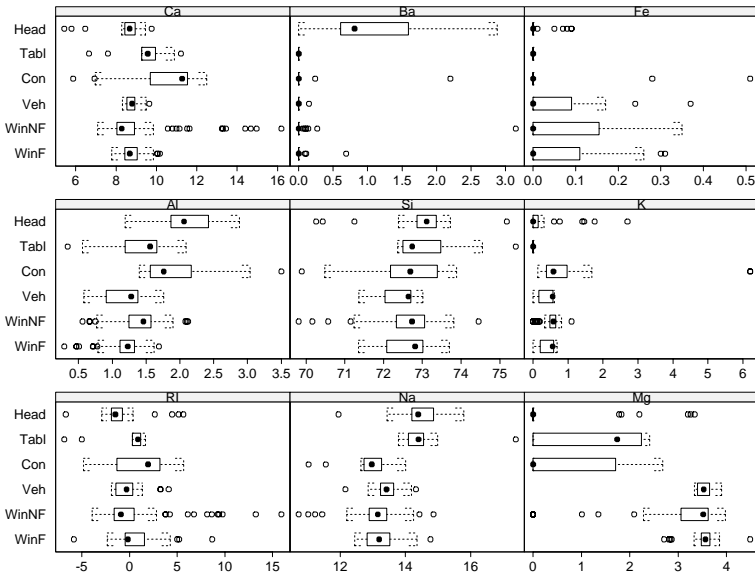 Ca Ba Fe
Head
Tabl
Con
Veh
WinNF
WinF
6 8 10 12 14 16 0.0 0.5 1.0 1.5 2.0 2.5 3.0 0.0 0.1 0.2 0.3 0.4 0.5
Al Si K
Head
Tabl
Con
Veh
WinNF
WinF
0.5 1.0 1.5 2.0 2.5 3.0 3.5 70 71 72 73 74 75 0 1 2 3 4 5 6
RI Na Mg
Head
Tabl
Con
Veh
WinNF
WinF
-5 0 5 10 15 12 14 16 0 1 2 3 4